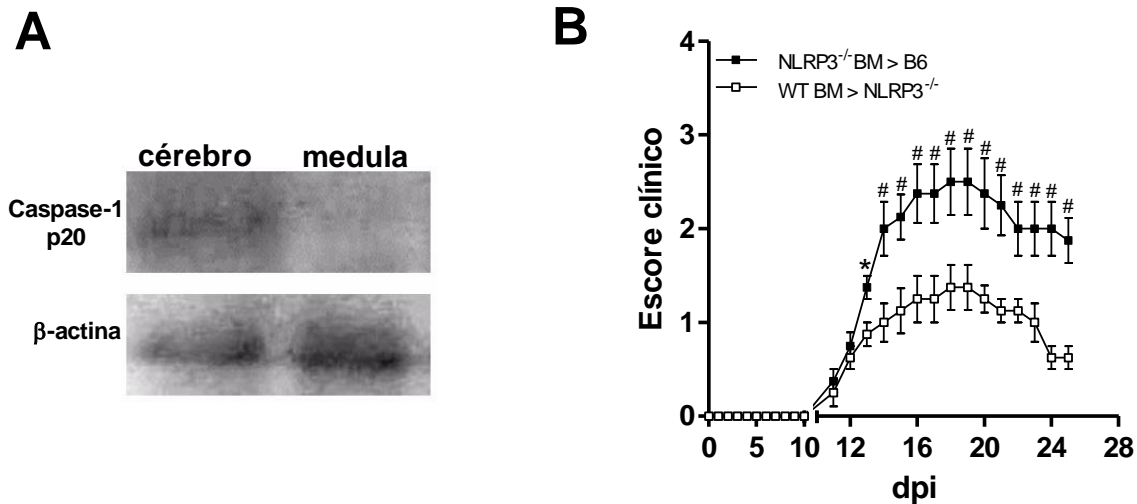 A
cérebro medula
Caspase-1
p20
β-actina
B
NLRP3-/- BM > B6
WT BM > NLRP3-/-
Escore clínico
4
3
2
1
0
*
# # # # # # # # # # # #
0 5 10 12 16 20 24 28
dpi